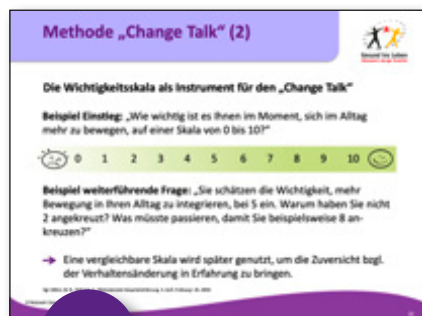 Methode „Change Talk“ (2)
Gesund ins Leben
Die Wichtigkeitsskala als Instrument für den „Change Talk“
Beispiel Einstieg: „Wie wichtig ist es Ihnen im Moment, sich im Alltag
mehr zu bewegen, auf einer Skala von 0 bis 10?“
0 1 2 3 4 5 6 7 8 9 10
Beispiel weiterführende Frage: „Sie schätzen die Wichtigkeit, mehr
Bewegung in Ihren Alltag zu integrieren, bei 5 ein. Warum haben Sie nicht
2 angekreuzt? Was müsste passieren, damit Sie beispielsweise 8 an-
kreuzen?“
→ Eine vergleichbare Skala wird später genutzt, um die Zuversicht bzgl.
der Verhaltensänderung in Erfahrung zu bringen.